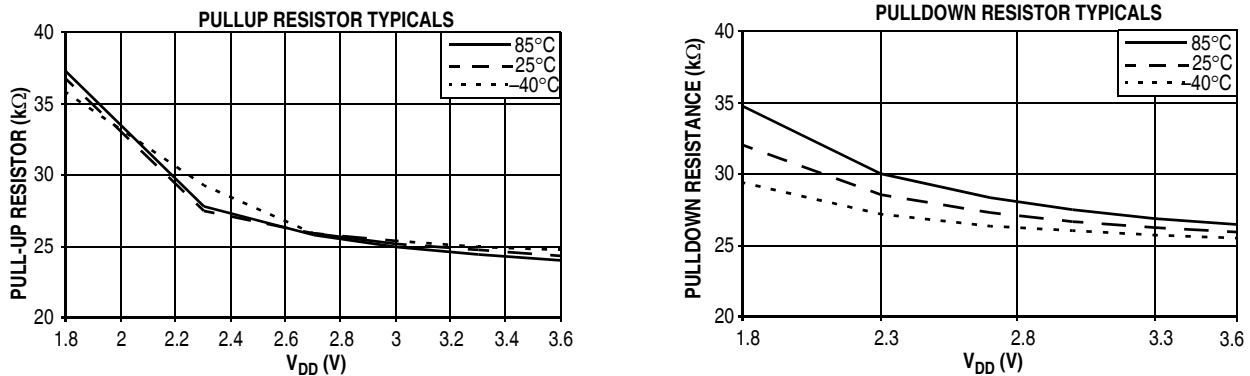 PULLUP RESISTOR TYPICALS
PULL-UP RESISTOR (kΩ)
40
35
30
25
20
85°C
25°C
–40°C
1.8 2 2.2 2.4 2.6 2.8 3 3.2 3.4 3.6
VDD (V)
PULLDOWN RESISTOR TYPICALS
PULLDOWN RESISTANCE (kΩ)
40
35
30
25
20
85°C
25°C
–40°C
1.8 2.3 2.8 3.3 3.6
VDD (V)